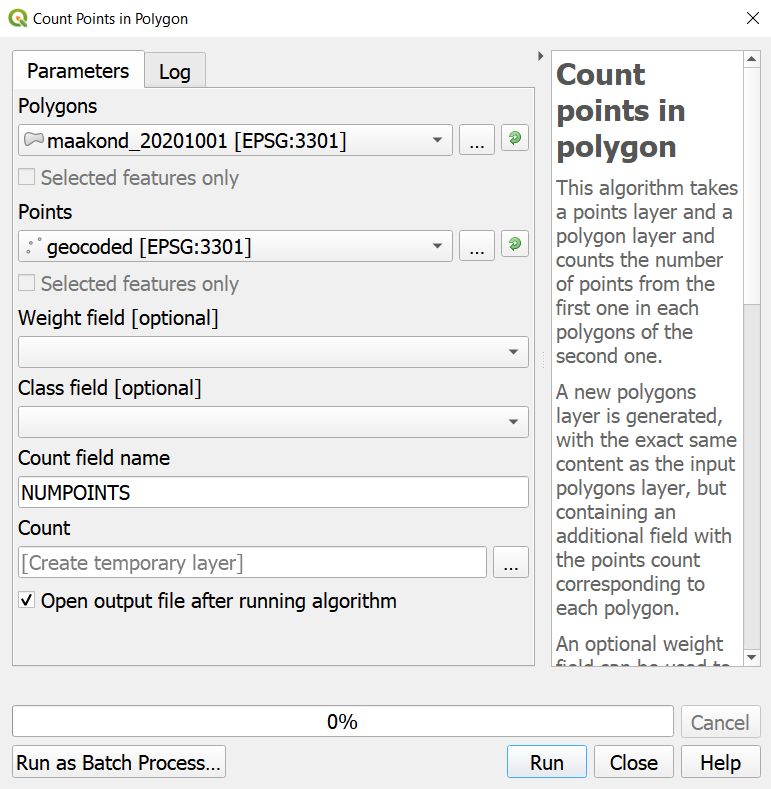 Count Points in Polygon
Parameters
Log
Polygons
maakond_20201001 [EPSG:3301]
...
Selected features only
Points
geocoded [EPSG:3301]
...
Selected features only
Weight field [optional]
Class field [optional]
Count field name
NUMPOINTS
Count
[Create temporary layer]
...
Open output file after running algorithm
Count
points in
polygon
This algorithm takes
a points layer and a
polygon layer and
counts the number
of points from the
first one in each
polygons of the
second one.
A new polygons
layer is generated,
with the exact same
content as the input
polygons layer, but
containing an
additional field with
the points count
corresponding to
each polygon.
An optional weight
field can be used to
0%
Cancel
Run as Batch Process...
Run
Close
Help